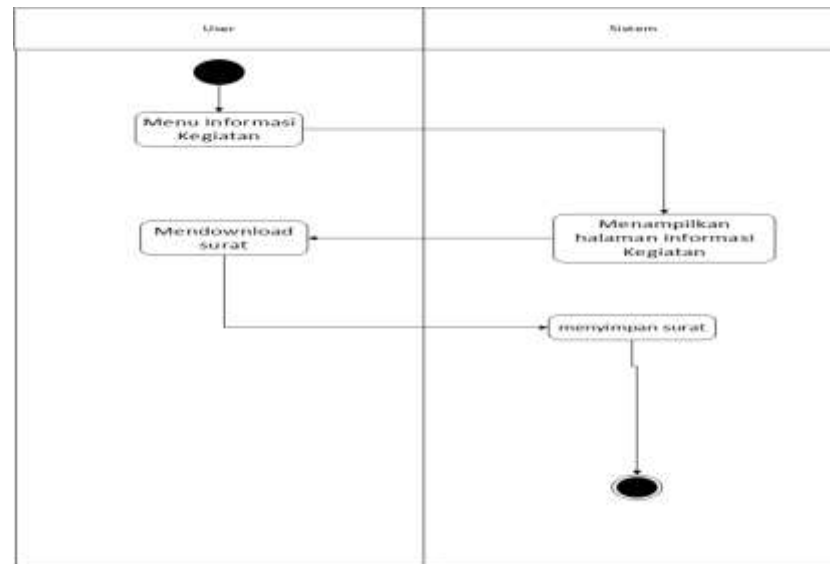 User
Sistem
Menu Informasi
Kegiatan
Menampilkan
halaman Informasi
Kegiatan
Mendownload
surat
menyimpan surat